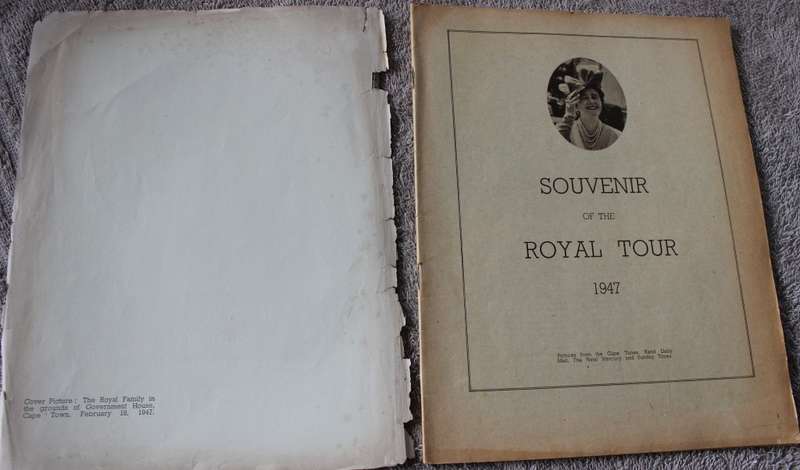 Cover Picture: The Royal Family in
the grounds of Government House,
Cape Town, February 18, 1947.
SOUVENIR
OF THE
ROYAL TOUR
1947
Pictures from the Cape Times, Rand Daily
Mail, The Natal Mercury and Sunday Times